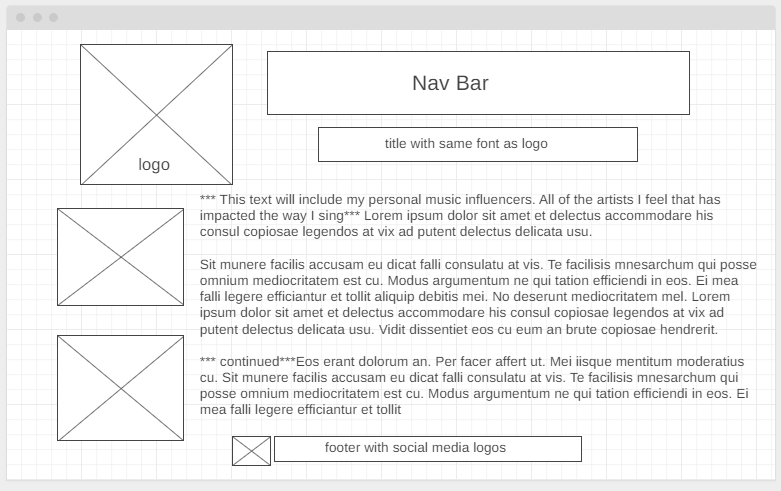 Nav Bar
title with same font as logo
logo
*** This text will include my personal music influencers. All of the artists I feel that has
impacted the way I sing*** Lorem ipsum dolor sit amet et delectus accommodare his
consul copiosae legendos at vix ad putent delectus delicata usu.
Sit munere facilis accusam eu dicat falli consulatu at vis. Te facilisis mnesarchum qui posse
omnium mediocritatem est cu. Modus argumentum ne qui tation efficiendi in eos. Ei mea
falli legere efficiantur et tollit aliquip debitis mei. No deserunt mediocritatem mel. Lorem
ipsum dolor sit amet et delectus accommodare his consul copiosae legendos at vix ad
putent delectus delicata usu. Vidit dissentiet eos cu eum an brute copiosae hendrerit.
*** continued***Eos erant dolorum an. Per facer affert ut. Mei iisque mentitum moderatius
cu. Sit munere facilis accusam eu dicat falli consulatu at vis. Te facilisis mnesarchum qui
posse omnium mediocritatem est cu. Modus argumentum ne qui tation efficiendi in eos. Ei
mea falli legere efficiantur et tollit
footer with social media logos